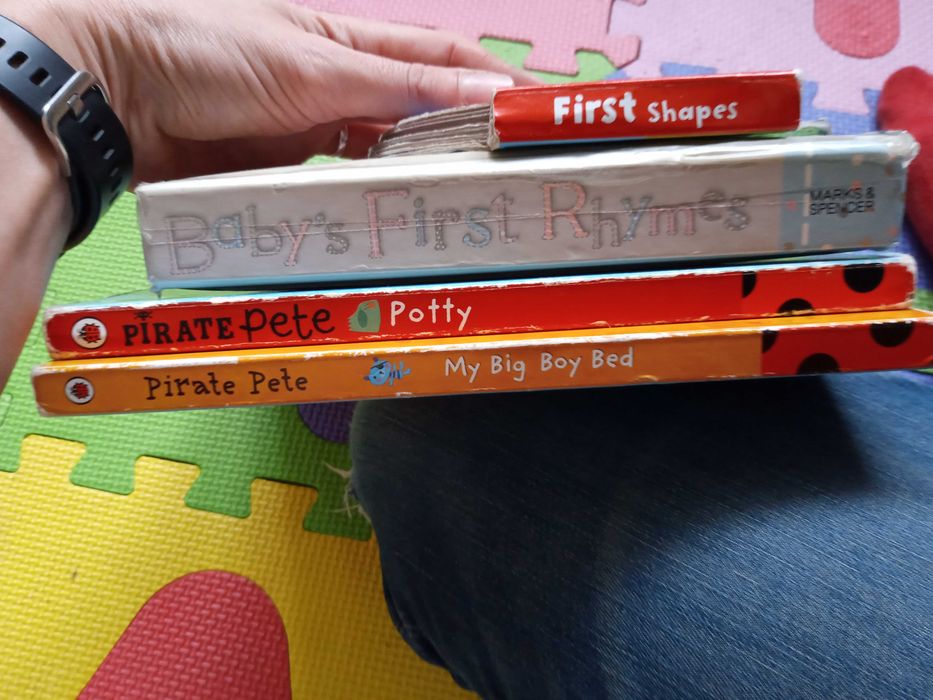 First Shapes
Baby's First Rhymes
MARKS &
SPENCER
PiRATE Pete Potty
Pirate Pete My Big Boy Bed